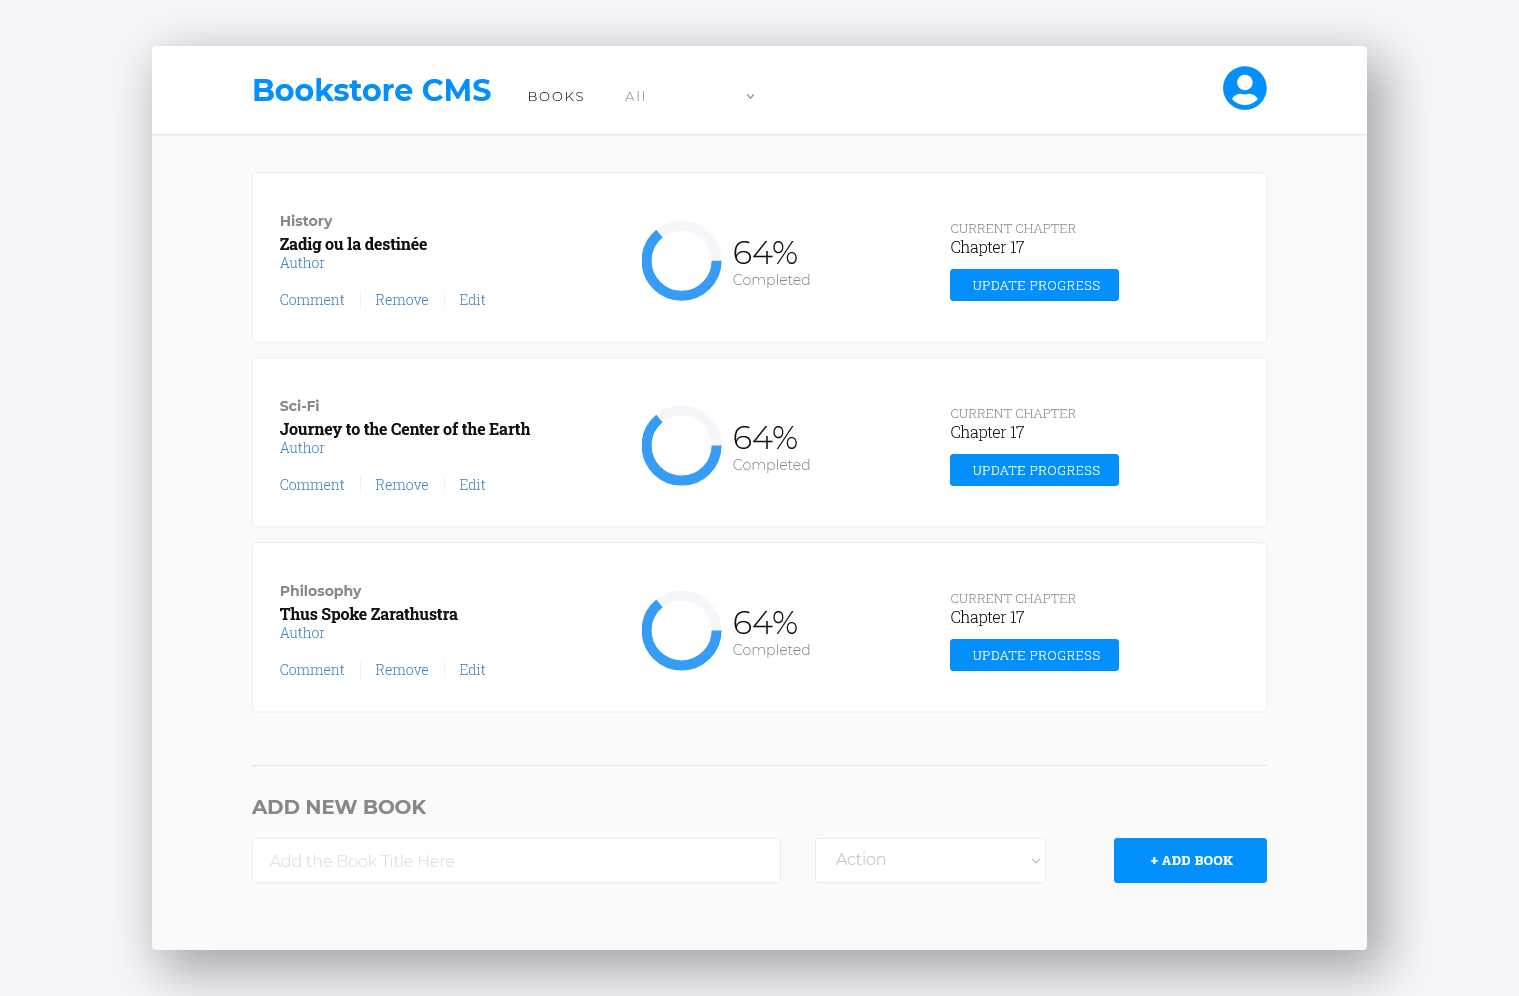 Bookstore CMS
BOOKS
All
History
Zadig ou la destinée
Author
Comment
Remove
Edit
64%
Completed
CURRENT CHAPTER
Chapter 17
UPDATE PROGRESS
Sci-Fi
Journey to the Center of the Earth
Author
Comment
Remove
Edit
64%
Completed
CURRENT CHAPTER
Chapter 17
UPDATE PROGRESS
Philosophy
Thus Spoke Zarathustra
Author
Comment
Remove
Edit
64%
Completed
CURRENT CHAPTER
Chapter 17
UPDATE PROGRESS
ADD NEW BOOK
Add the Book Title Here
Action
+ ADD BOOK